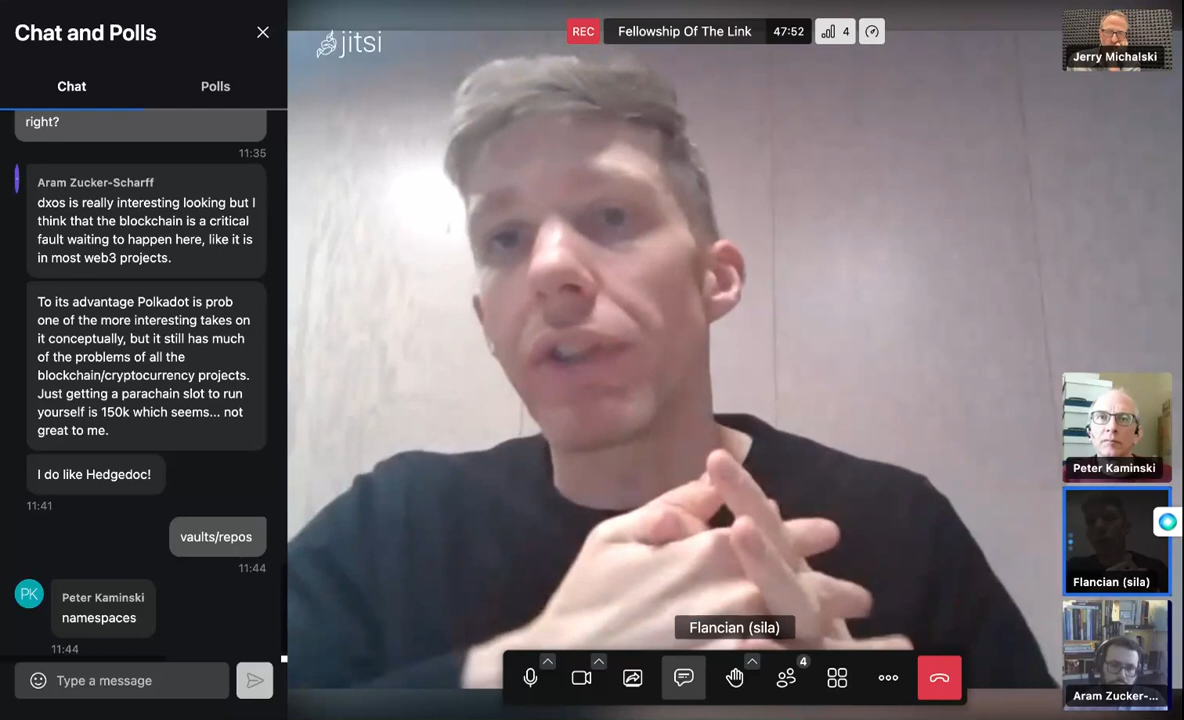 Chat and Polls
Chat
Polls
right?
11:35
Aram Zucker-Scharff
dxos is really interesting looking but I
think that the blockchain is a critical
fault waiting to happen here, like it is
in most web3 projects.
To its advantage Polkadot is prob
one of the more interesting takes on
it conceptually, but it still has much
of the problems of all the
blockchain/cryptocurrency projects.
Just getting a parachain slot to run
yourself is 150k which seems... not
great to me.
I do like Hedgedoc!
11:41
vaults/repos
11:44
PK
Peter Kaminski
namespaces
11:44
Type a message
jitsi
REC
Fellowship Of The Link
47:52
4
Jerry Michalski
Peter Kaminski
Flancian (sila)
Aram Zucker-...
Flancian (sila)
4